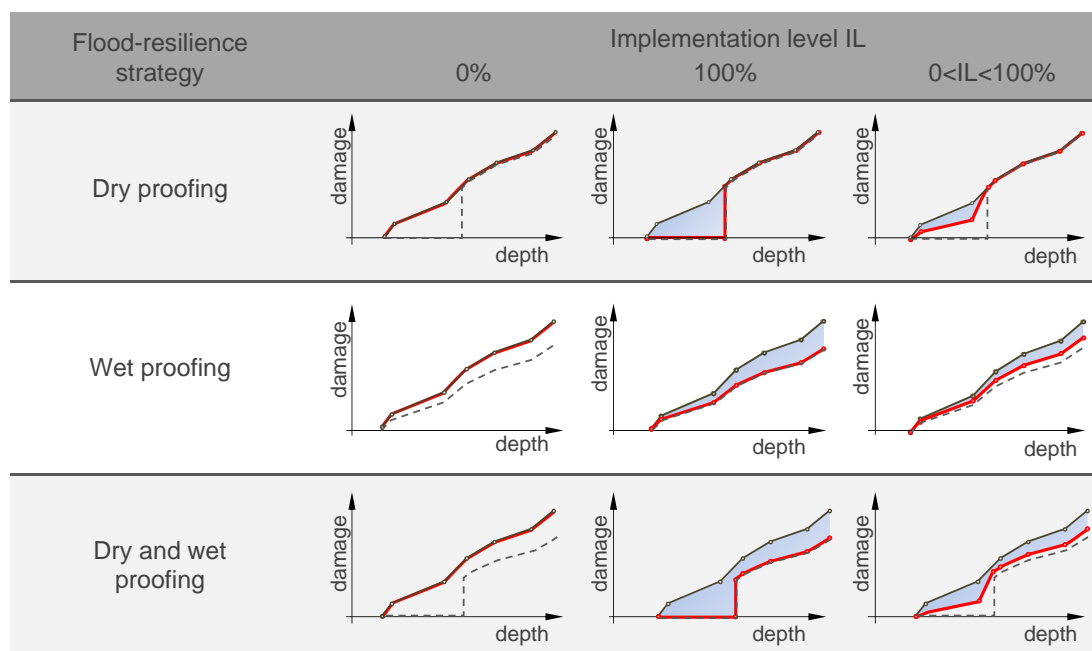 Flood-resilience
strategy
Implementation level IL
0%
100%
0<IL<100%
Dry proofing
damage
depth
damage
depth
damage
depth
Wet proofing
damage
depth
damage
depth
damage
depth
Dry and wet
proofing
damage
depth
damage
depth
damage
depth